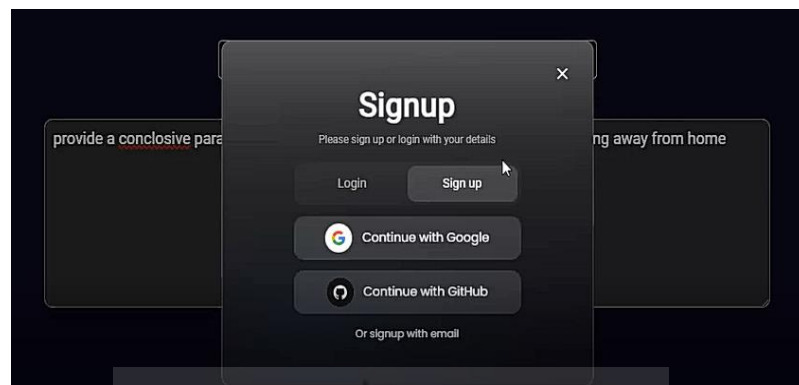 Signup
Please sign up or login with your details
provide a conclosive para
ng away from home
Login
Sign up
Continue with Google
Continue with GitHub
Or signup with email